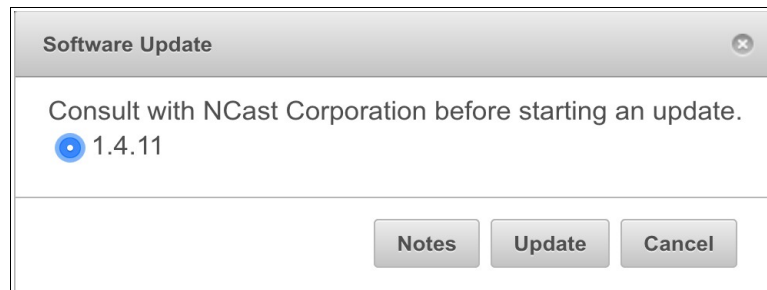 Software Update
Consult with NCast Corporation before starting an update.
1.4.11
Notes Update Cancel